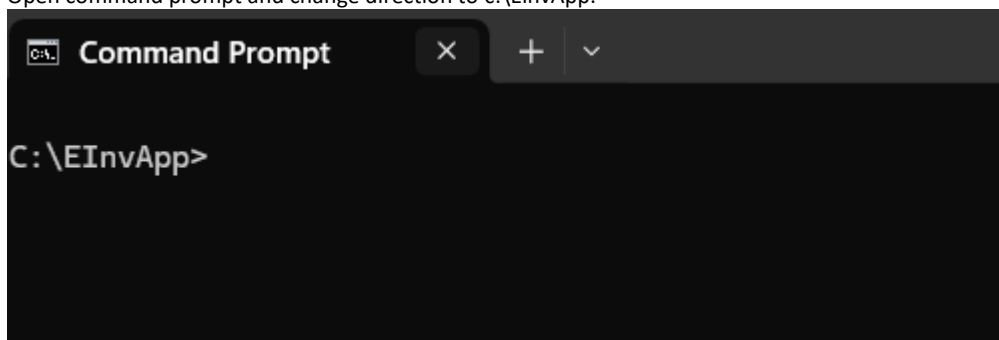 Open command prompt and change direction to c:\EInvApp.
C:\. Command Prompt
C:\EInvApp>